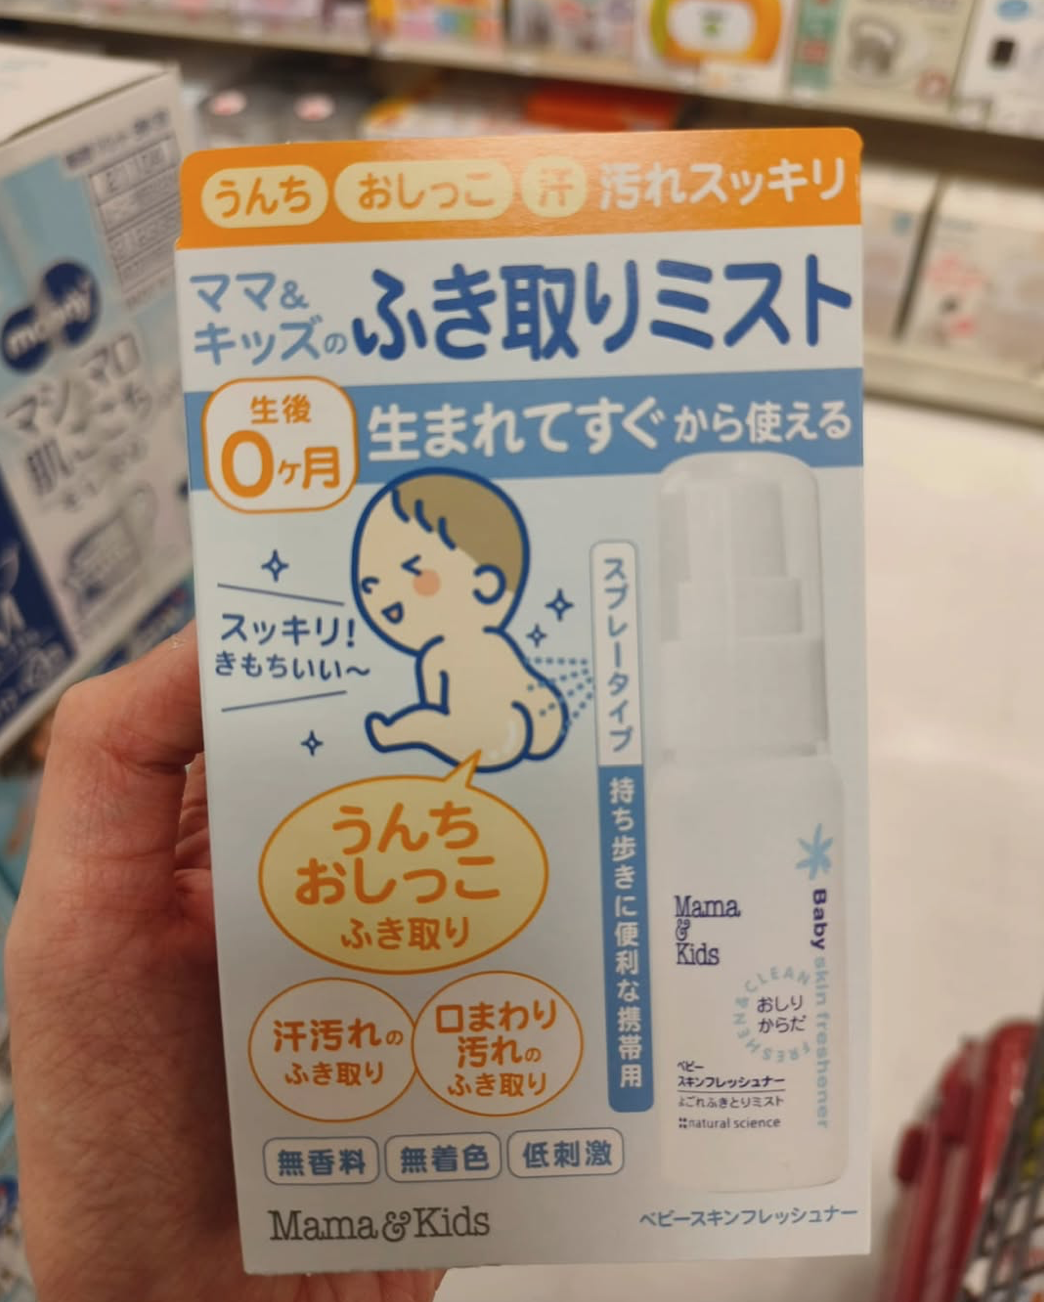 うんち おしっこ 汗 汚れスッキリ
ママ&
キッズの
ふき取りミスト
生後
0ヶ月
生まれてすぐから使える
スッキリ!
きもちいい〜
スプレータイプ
持ち歩きに便利な携帯用
うんち
おしっこ
ふき取り
汗汚れの
ふき取り
口まわり
汚れの
ふき取り
無香料 無着色 低刺激
Mama&Kids
Mama
&
Kids
Baby skin freshener
FRESHEN&CLEAN
おしり
からだ
ベビー
スキンフレッシュナー
よごれふきとりミスト
natural science
ベビースキンフレッシュナー
moony
肌ごこち